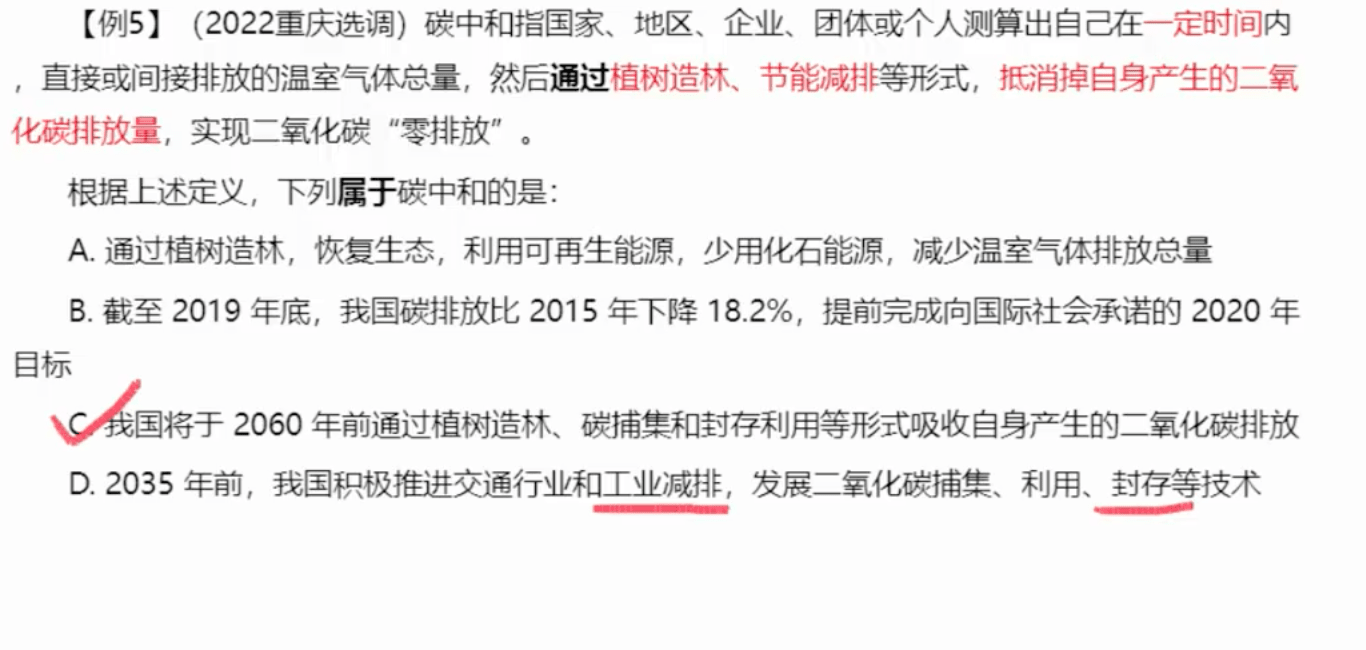 【例5】（2022重庆选调）碳中和指国家、地区、企业、团体或个人测算出自己在一定时间内
，直接或间接排放的温室气体总量，然后通过植树造林、节能减排等形式，抵消掉自身产生的二氧
化碳排放量，实现二氧化碳“零排放”。
根据上述定义，下列属于碳中和的是：
A. 通过植树造林，恢复生态，利用可再生能源，少用化石能源，减少温室气体排放总量
B. 截至 2019 年底，我国碳排放比 2015 年下降 18.2%，提前完成向国际社会承诺的 2020 年
目标
C. 我国将于 2060 年前通过植树造林、碳捕集和封存利用等形式吸收自身产生的二氧化碳排放
D. 2035 年前，我国积极推进交通行业和工业减排，发展二氧化碳捕集、利用、封存等技术